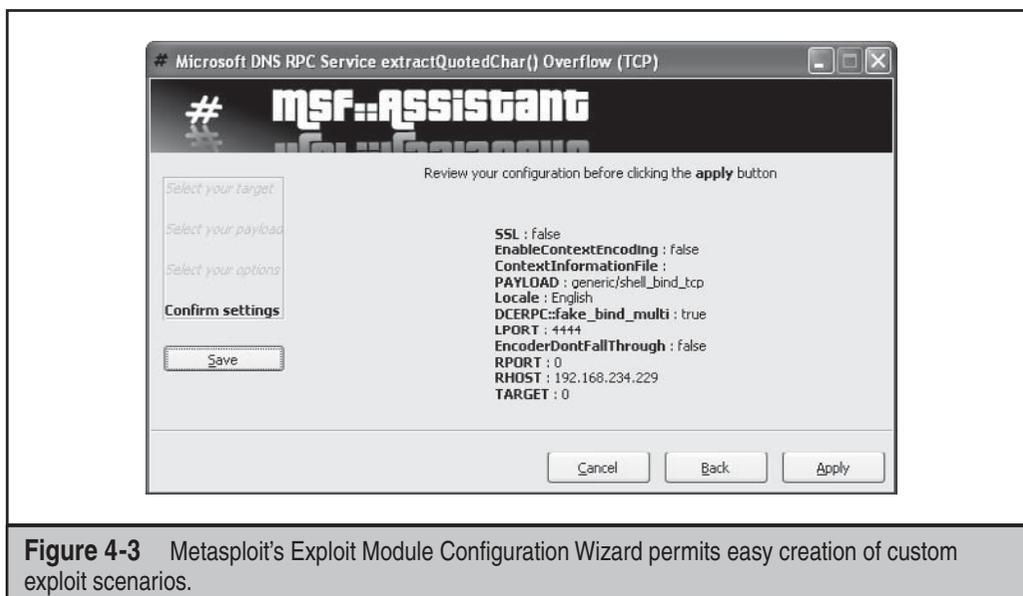 # Microsoft DNS RPC Service extractQuotedChar() Overflow (TCP)
# MSF::ASSISTANT
Review your configuration before clicking the apply button
Select your target
Select your payload
Select your options
Confirm settings
Save
SSL : false
EnableContextEncoding : false
ContextInformationFile :
PAYLOAD : generic/shell_bind_tcp
Locale : English
DCERPC::fake_bind_multi : true
LPORT : 4444
EncoderDontFallThrough : false
RPORT : 0
RHOST : 192.168.234.229
TARGET : 0
Cancel
Back
Apply
Figure 4-3 Metasploit's Exploit Module Configuration Wizard permits easy creation of custom
exploit scenarios.